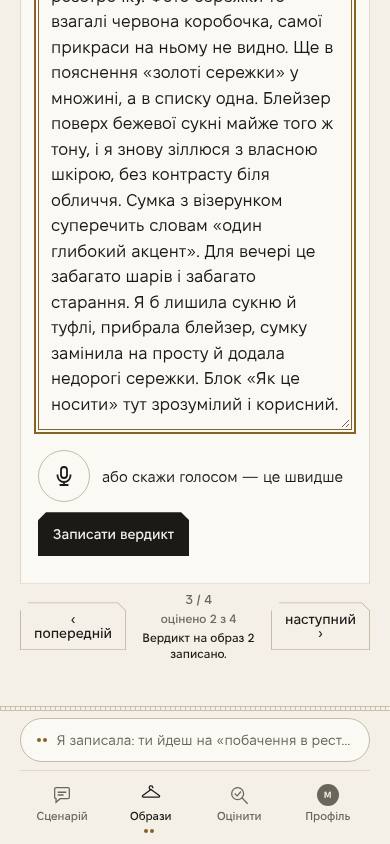 взагалі червона коробочка, самої
прикраси на ньому не видно. Ще в
пояснення «золоті сережки» у
множині, а в списку одна. Блейзер
поверх бежевої сукні майже того ж
тону, і я знову зіллюся з власною
шкірою, без контрасту біля
обличчя. Сумка з візерунком
суперечить словам «один
глибокий акцент». Для вечері це
забагато шарів і забагато
старання. Я б лишила сукню й
туфлі, прибрала блейзер, сумку
замінила на просту й додала
недорогі сережки. Блок «Як це
носити» тут зрозумілий і корисний.
або скажи голосом — це швидше
Записати вердикт
‹
попередній
3 / 4
оцінено 2 з 4
Вердикт на образ 2
записано.
наступний
›
Я записала: ти йдеш на «побачення в рест...
Сценарій
Образи
Оцінити
М
Профіль